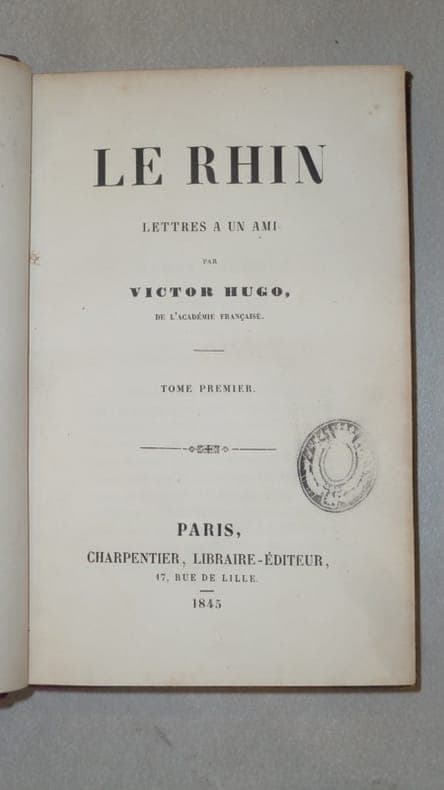 LE RHIN
LETTRES A UN AMI
PAR
VICTOR HUGO,
DE L'ACADÉMIE FRANÇAISE.
TOME PREMIER.
PARIS,
CHARPENTIER, LIBRAIRE-ÉDITEUR,
17, RUE DE LILLE.
1845